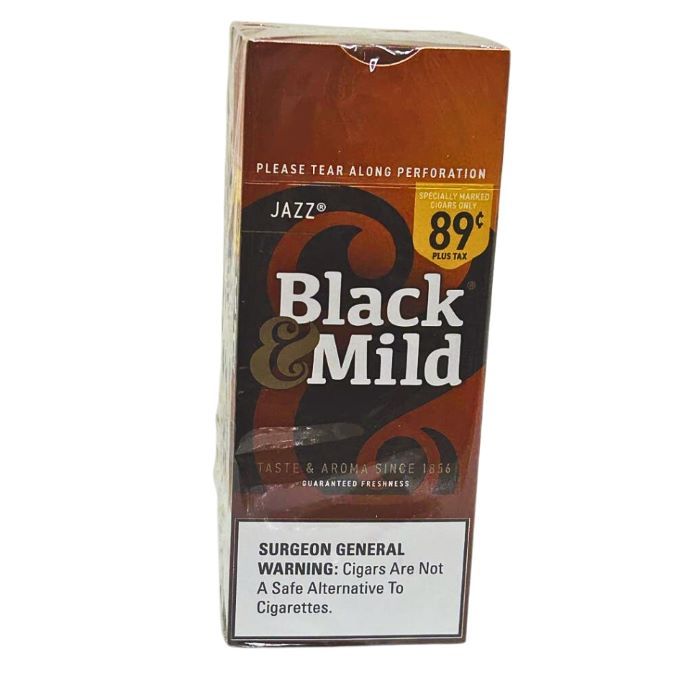 PLEASE TEAR ALONG PERFORATION
JAZZ®
SPECIALLY MARKED
CIGARS ONLY
89¢
PLUS TAX
Black®
& Mild
TASTE & AROMA SINCE 1856
GUARANTEED FRESHNESS
SURGEON GENERAL
WARNING: Cigars Are Not
A Safe Alternative To
Cigarettes.